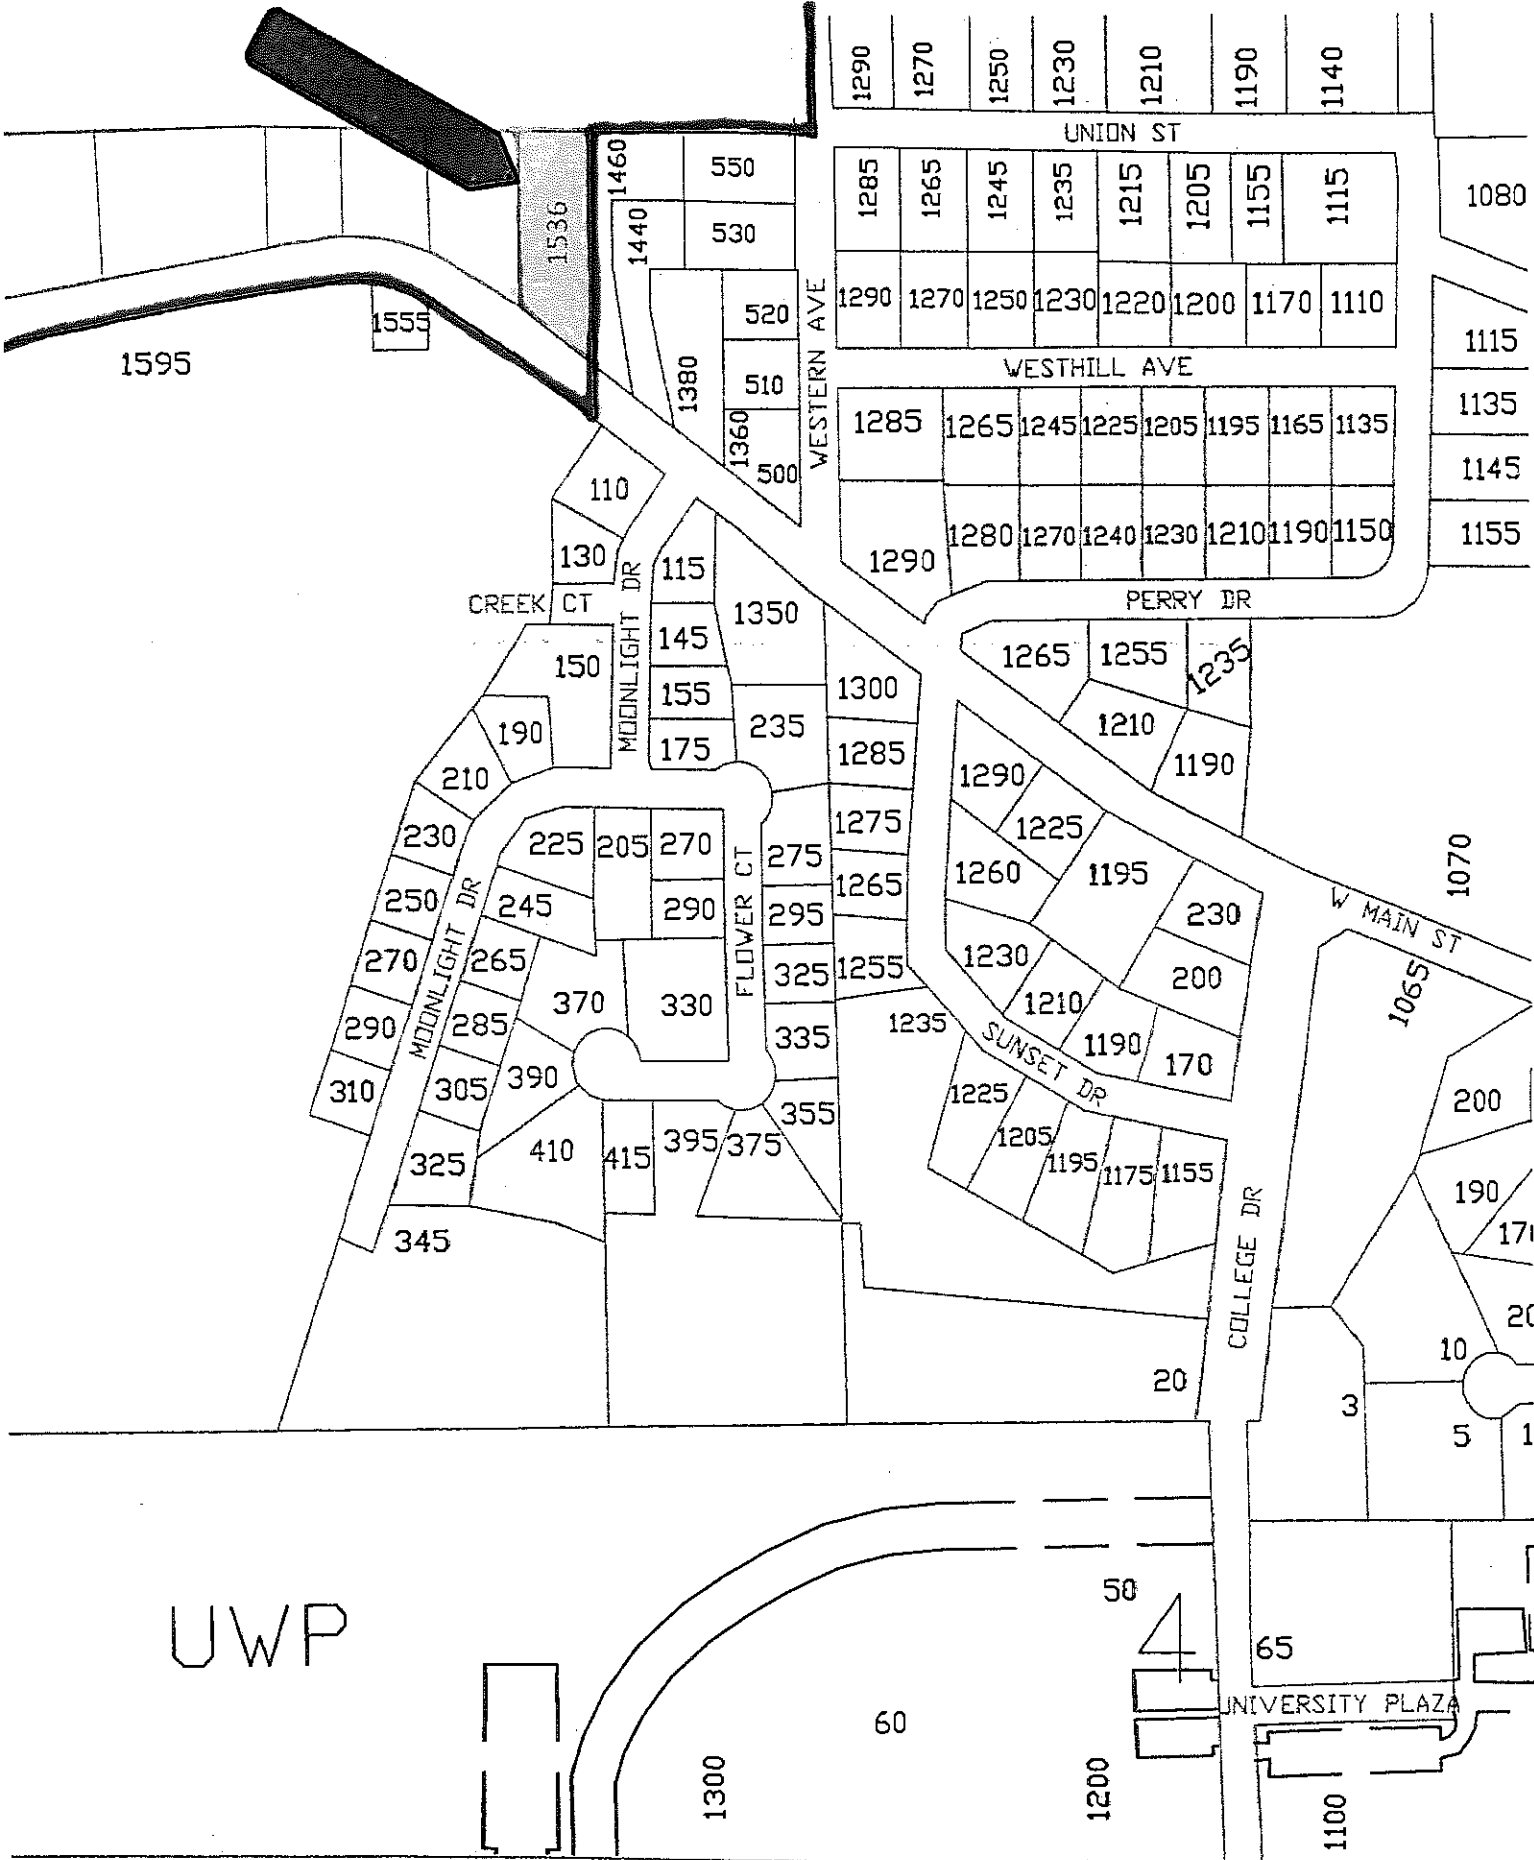 1290 1270 1250 1230 1210 1190 1140
UNION ST
1460 550 1285 1265 1245 1235 1215 1205 1155 1115 1080
1536 1440 530
1290 1270 1250 1230 1220 1200 1170 1110
1555 520
WESTERN AVE
1595 1380 510 WESTHILL AVE 1115
1360 500 1285 1265 1245 1225 1205 1195 1165 1135 1135
110 1145
130 115 1290 1280 1270 1240 1230 1210 1190 1150 1155
CREEK CT MOONLIGHT DR 1350 PERRY DR
150 145 1265 1255 1235
155 1300
190 175 235 1285 1210
210 1290 1190
230 225 205 270 275 1275 1225
250 245 290 FLOWER CT 295 1265 1260 1195 230 1070
W MAIN ST
270 MOONLIGHT DR 265 370 330 325 1255 1230 200 1065
290 285 335 1235 1210
310 305 390 355 SUNSET DR 1190 170 200
325 410 415 395 375 1225 1205 1195 1175 1155 190
345 COLLEGE DR
20 3 10
5
50
UWP 65
60 UNIVERSITY PLAZA
1300 1200 1100